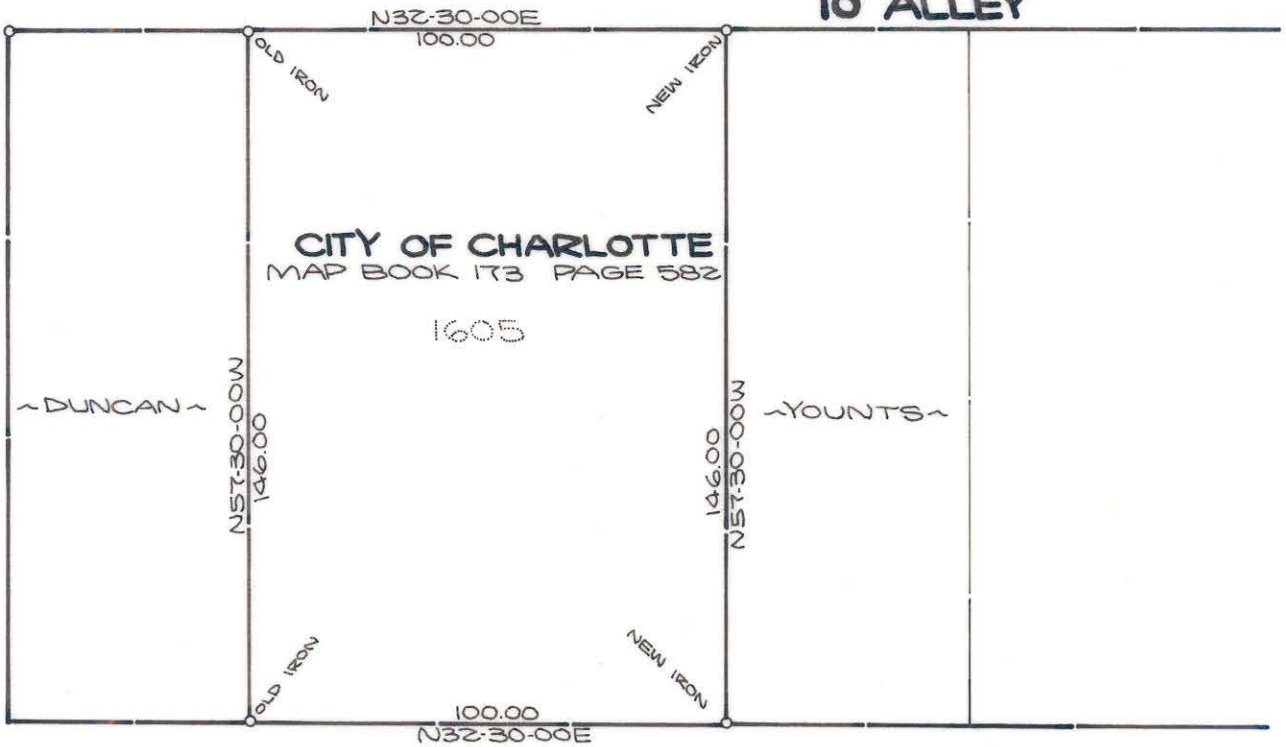 10' ALLEY
N32-30-00E
100.00
OLD IRON
NEW IRON
CITY OF CHARLOTTE
MAP BOOK 173 PAGE 582
1605
~DUNCAN~
N57-30-00W
146.00
146.00
N57-30-00W
~YOUNTS~
OLD IRON
NEW IRON
100.00
N32-30-00E